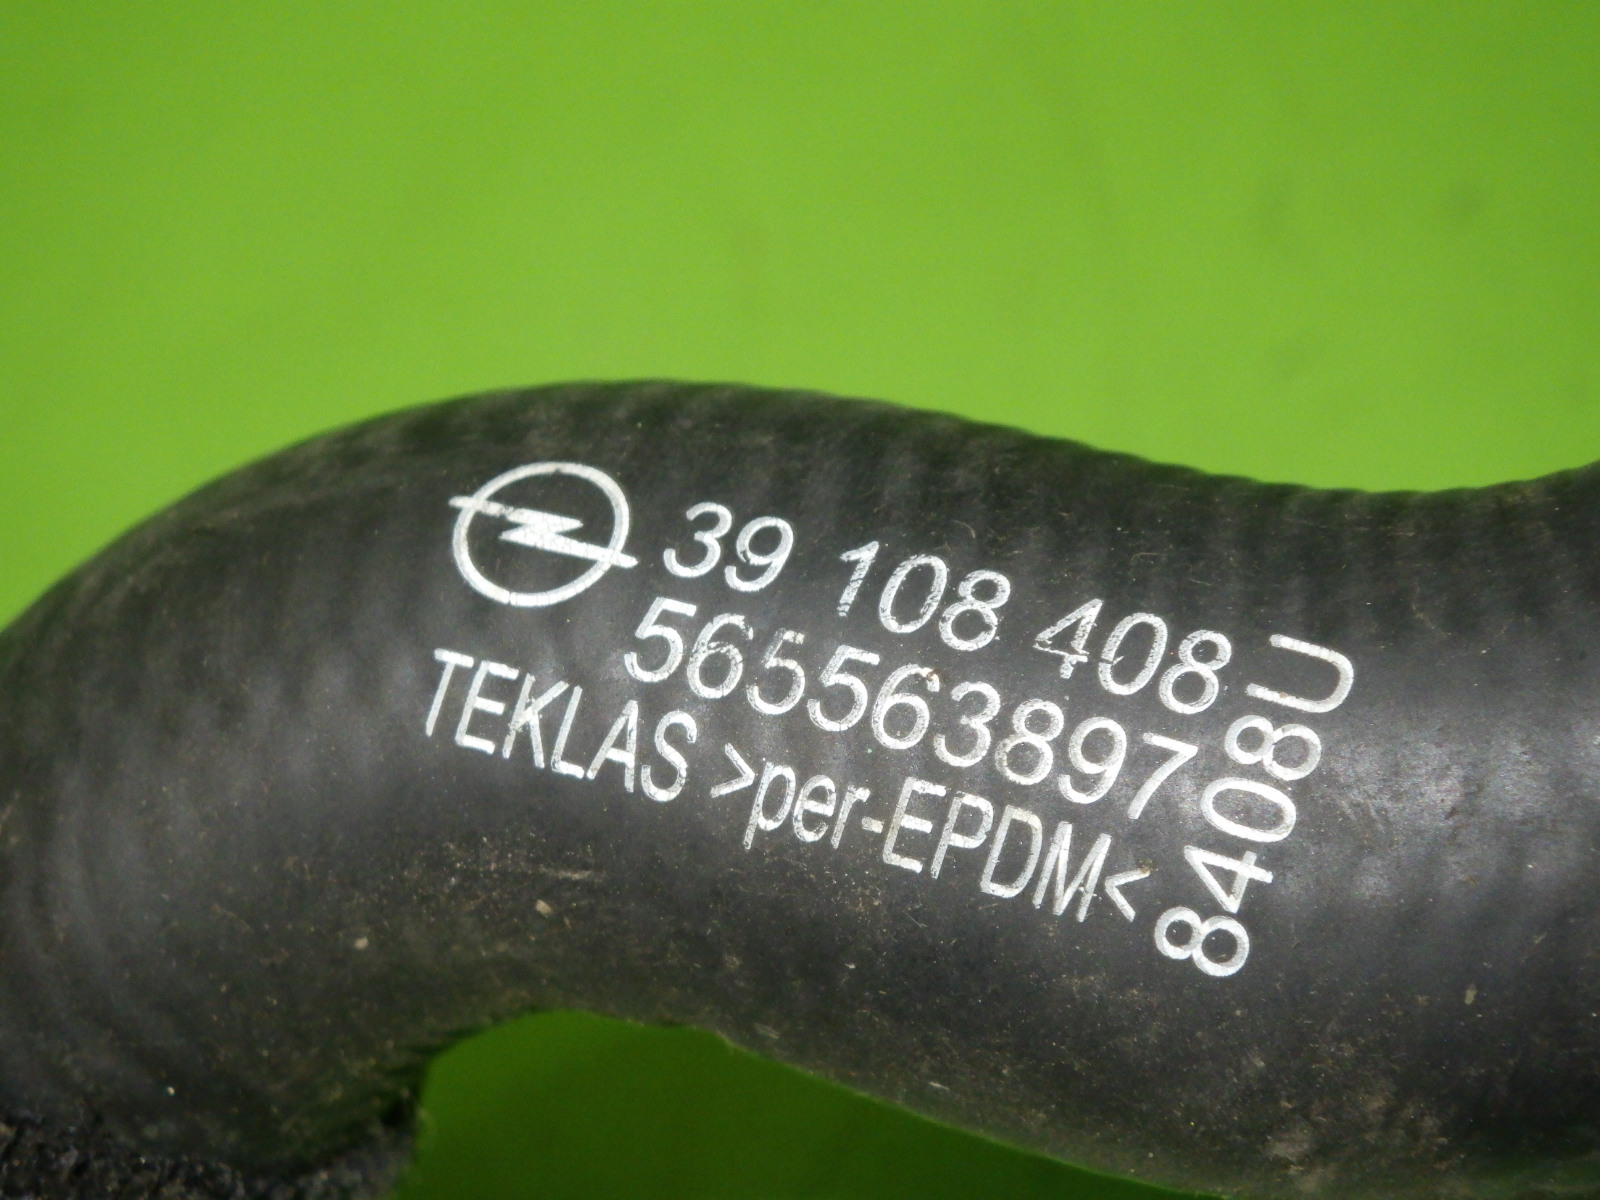 39 108 408
565563897
TEKLAS >per-EPDM<
8408U